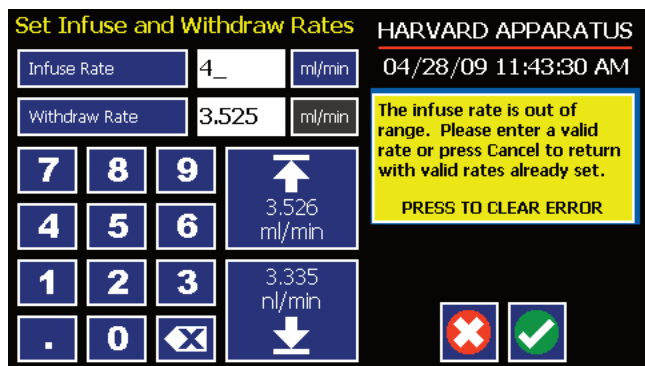 Set Infuse and Withdraw Rates
HARVARD APPARATUS
04/28/09 11:43:30 AM
Infuse Rate 4_ ml/min
Withdraw Rate 3.525 ml/min
The infuse rate is out of
range. Please enter a valid
rate or press Cancel to return
with valid rates already set.
PRESS TO CLEAR ERROR
7 8 9
4 5 6
3.526
ml/min
1 2 3
3.335
nl/min
. 0